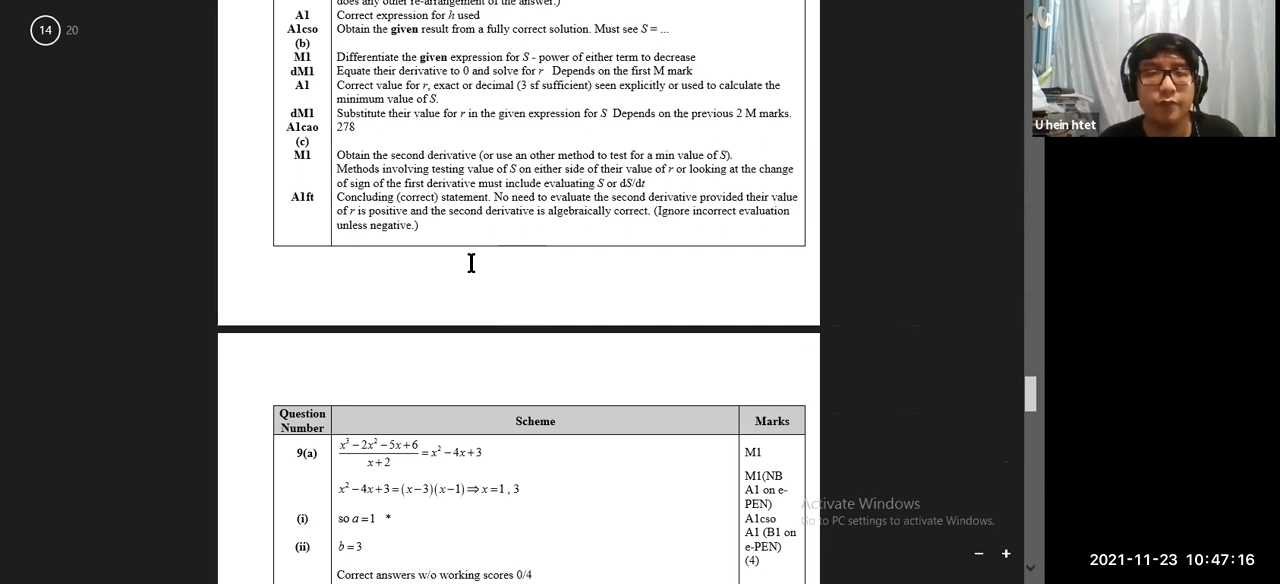 14 20
does any other re-arrangement of the answer.)
A1 Correct expression for h used
A1cso Obtain the given result from a fully correct solution. Must see S = ...
(b)
M1 Differentiate the given expression for S - power of either term to decrease
dM1 Equate their derivative to 0 and solve for r Depends on the first M mark
A1 Correct value for r, exact or decimal (3 sf sufficient) seen explicitly or used to calculate the
minimum value of S.
dM1 Substitute their value for r in the given expression for S Depends on the previous 2 M marks.
A1cao 278
(c)
M1 Obtain the second derivative (or use an other method to test for a min value of S).
Methods involving testing value of S on either side of their value of r or looking at the change
of sign of the first derivative must include evaluating S or dS/dt
A1ft Concluding (correct) statement. No need to evaluate the second derivative provided their value
of r is positive and the second derivative is algebraically correct. (Ignore incorrect evaluation
unless negative.)
Question Number Scheme Marks
9(a) (x³−2x²−5x+6)/(x+2) = x²−4x+3 M1
x²−4x+3=(x−3)(x−1)⇒x=1, 3 M1(NB A1 on e-PEN)
(i) so a=1 * A1cso
(ii) b=3 A1 (B1 on e-PEN)
(4)
Correct answers w/o working scores 0/4
U hein htet
Activate Windows
Go to PC settings to activate Windows.
− +
2021-11-23 10:47:16